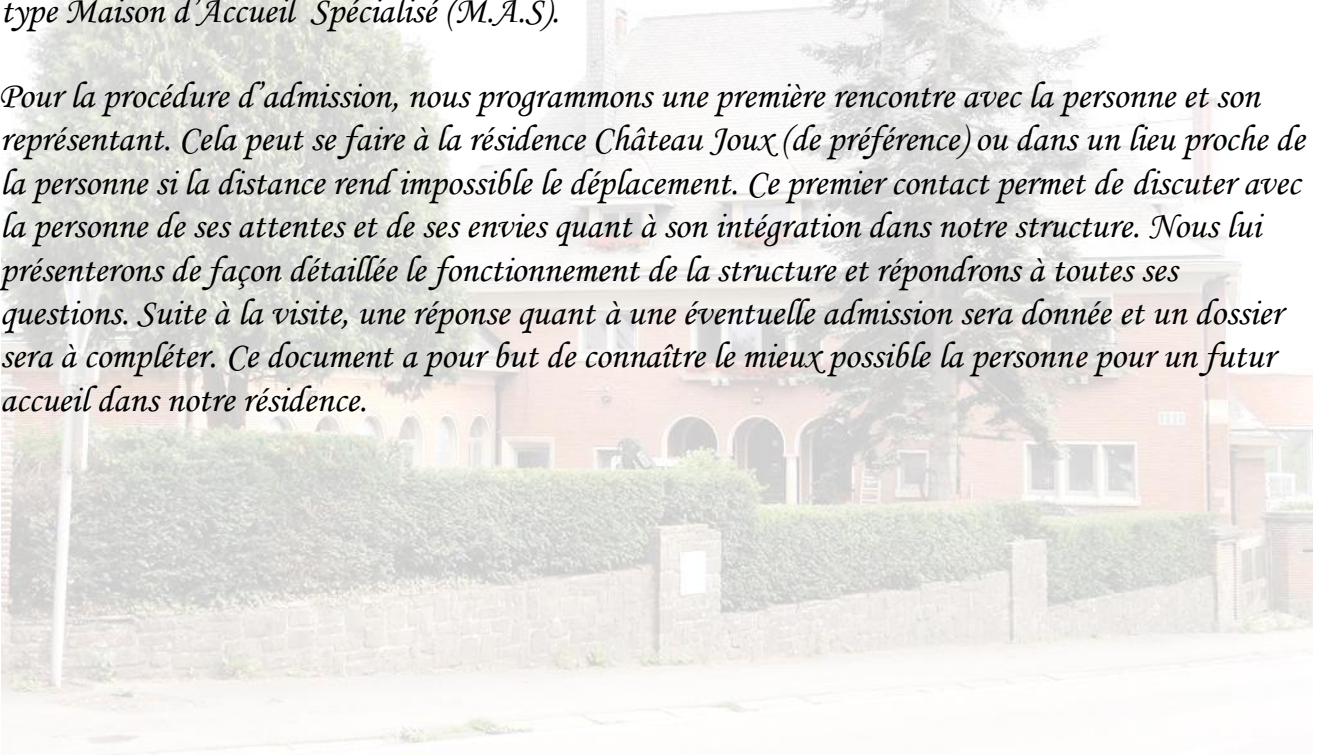 type Maison d'Accueil Spécialisé (M.A.S).
Pour la procédure d'admission, nous programmons une première rencontre avec la personne et son
représentant. Cela peut se faire à la résidence Château Joux (de préférence) ou dans un lieu proche de
la personne si la distance rend impossible le déplacement. Ce premier contact permet de discuter avec
la personne de ses attentes et de ses envies quant à son intégration dans notre structure. Nous lui
présenterons de façon détaillée le fonctionnement de la structure et répondrons à toutes ses
questions. Suite à la visite, une réponse quant à une éventuelle admission sera donnée et un dossier
sera à compléter. Ce document a pour but de connaître le mieux possible la personne pour un futur
accueil dans notre résidence.